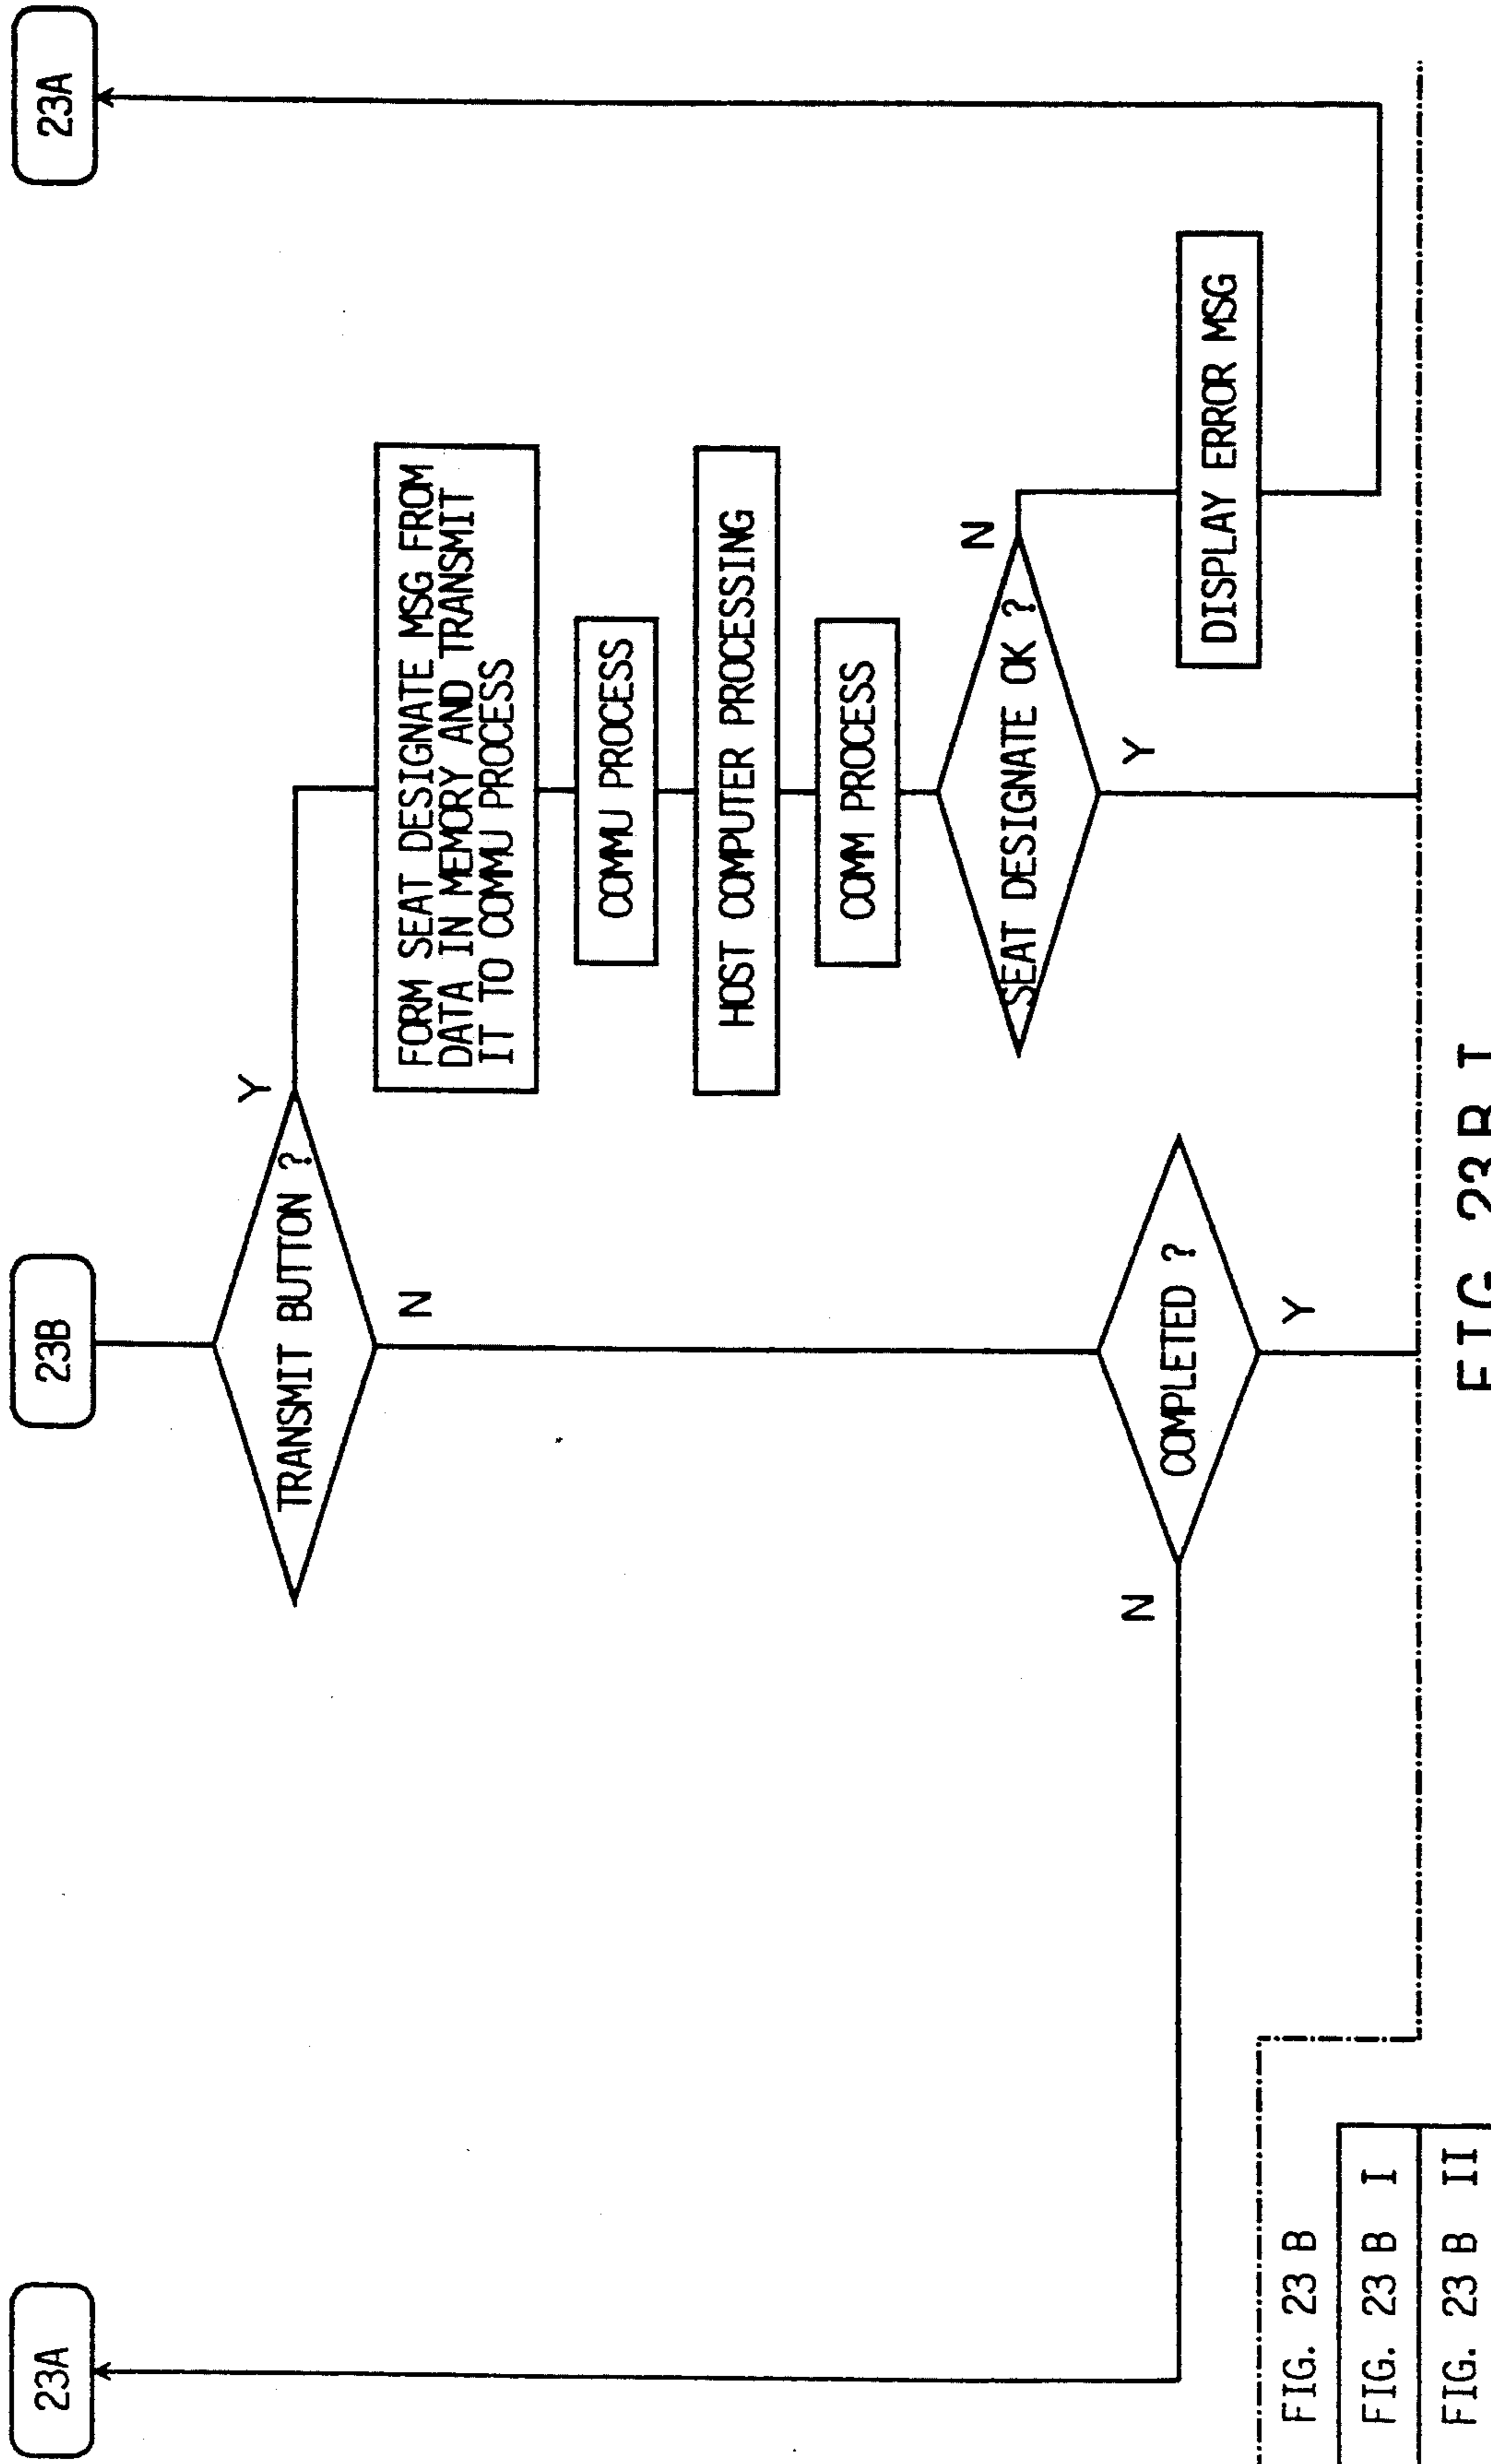 23A
23B
23A
TRANSMIT BUTTON ?
Y
N
FORM SEAT DESIGNATE MSG FROM
DATA IN MEMORY AND TRANSMIT
IT TO COMMU PROCESS
COMMU PROCESS
HOST COMPUTER PROCESSING
COMM PROCESS
SEAT DESIGNATE OK ?
N
Y
N
COMPLETED ?
Y
DISPLAY ERROR MSG
FIG. 23 B
FIG. 23 B I
FIG. 23 B II
FIG 23B I